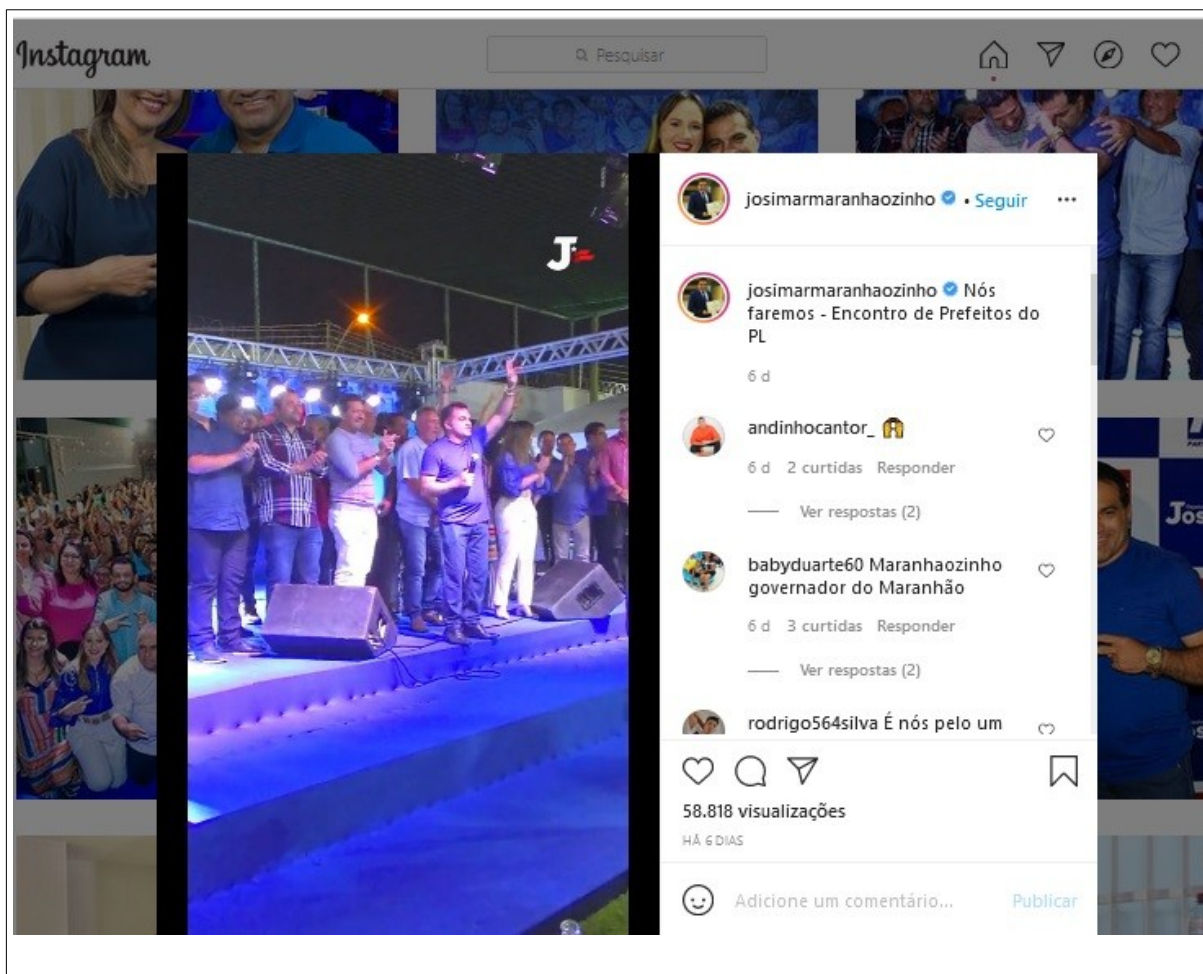 Instagram
Pesquisar
J
josimarmaranhaozinho • Seguir •••
josimarmaranhaozinho Nós
faremos - Encontro de Prefeitos do
PL
6 d
andinhocantor_
6 d 2 curtidas Responder
Ver respostas (2)
babyduarte60 Maranhaozinho
governador do Maranhão
6 d 3 curtidas Responder
Ver respostas (2)
rodrigo564silva É nós pelo um
58.818 visualizações
HÁ 6 DIAS
Adicione um comentário... Publicar